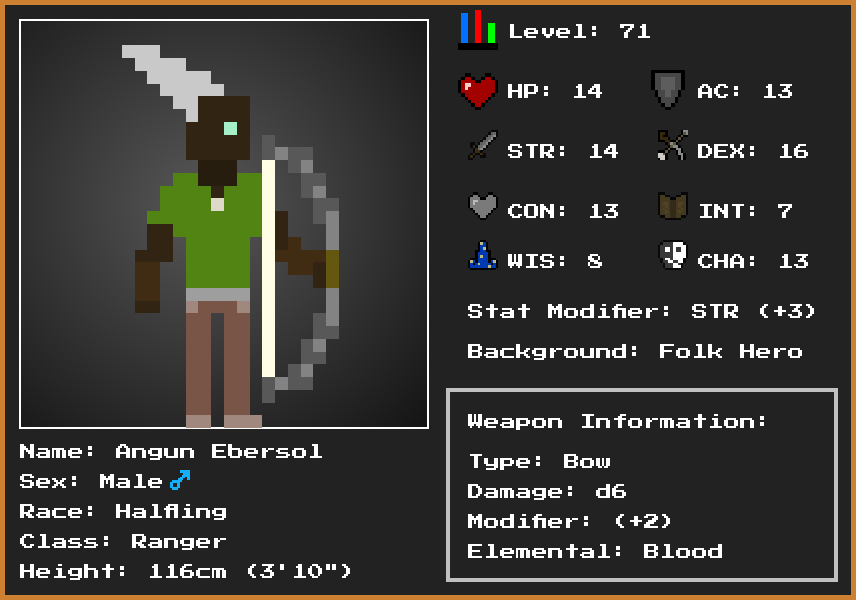 Level: 71
HP: 14 AC: 13
STR: 14 DEX: 16
CON: 13 INT: 7
WIS: 8 CHA: 13
Stat Modifier: STR (+3)
Background: Folk Hero
Weapon Information:
Type: Bow
Damage: d6
Modifier: (+2)
Elemental: Blood
Name: Angun Ebersol
Sex: Male ♂
Race: Halfling
Class: Ranger
Height: 116cm (3'10")